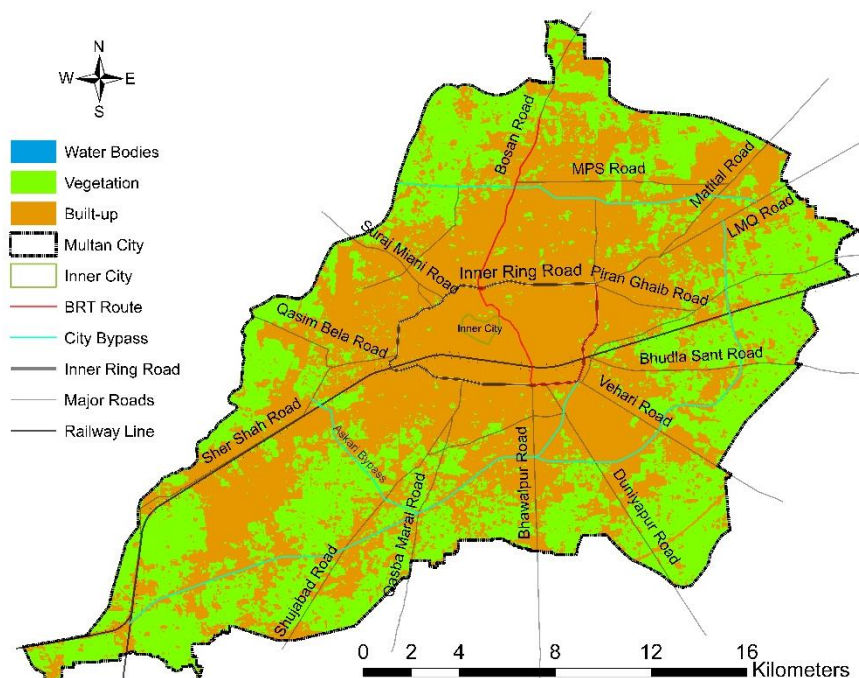 N
W E
S
Water Bodies
Vegetation
Built-up
Multan City
Inner City
BRT Route
City Bypass
Inner Ring Road
Major Roads
Railway Line
Bosan Road
MPS Road
Matital Road
LMQ Road
Suraj Miani Road
Inner Ring Road
Piran Ghaib Road
Inner City
Qasim Bela Road
Bhudla Sant Road
Vehari Road
Sher Shah Road
Askari Bypass
Bhawalpur Road
Duniyapur Road
Qasba Maral Road
Shujabad Road
0 2 4 8 12 16
Kilometers